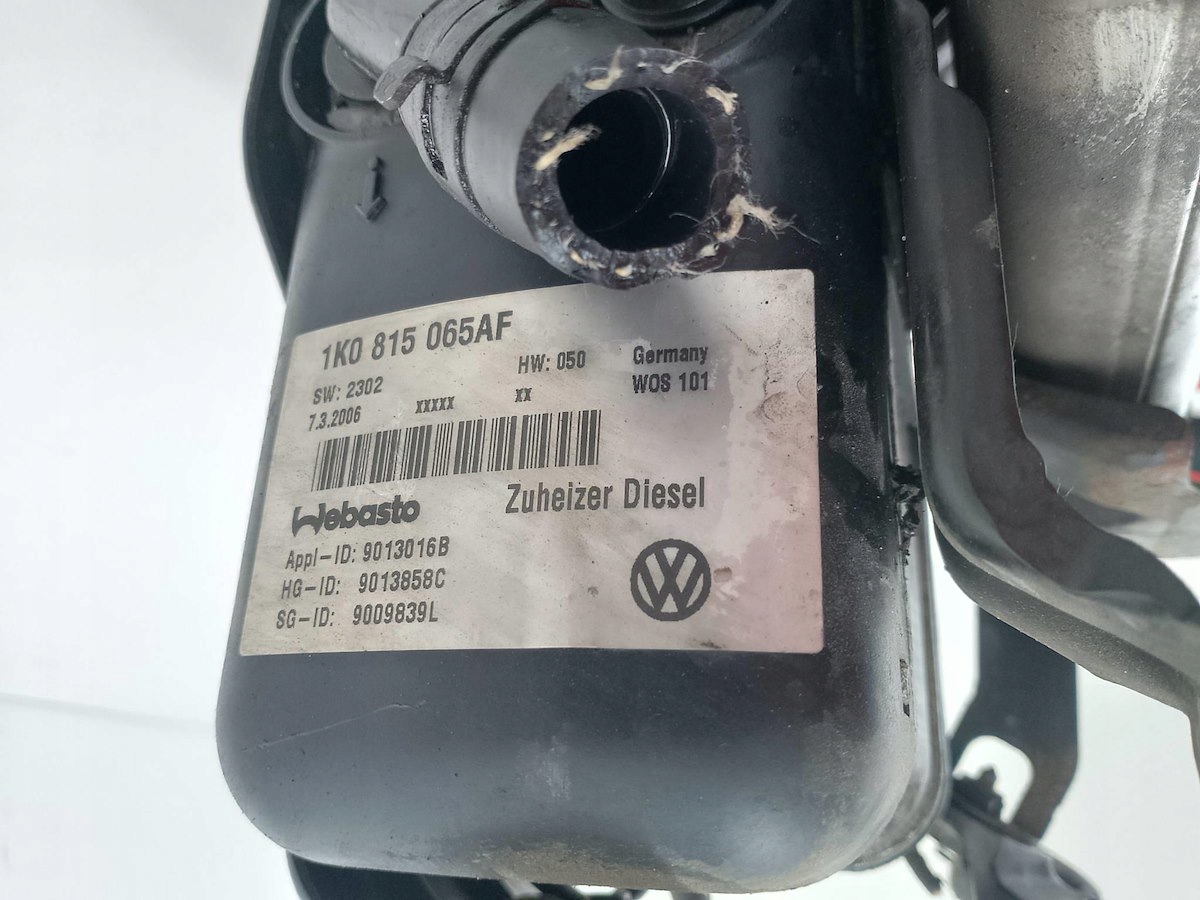 1K0 815 065AF
SW: 2302 HW: 050 Germany
7.3.2006 XXXXX XX WOS 101
Webasto Zuheizer Diesel
Appl-ID: 9013016B
HG-ID: 9013858C
SG-ID: 9009839L